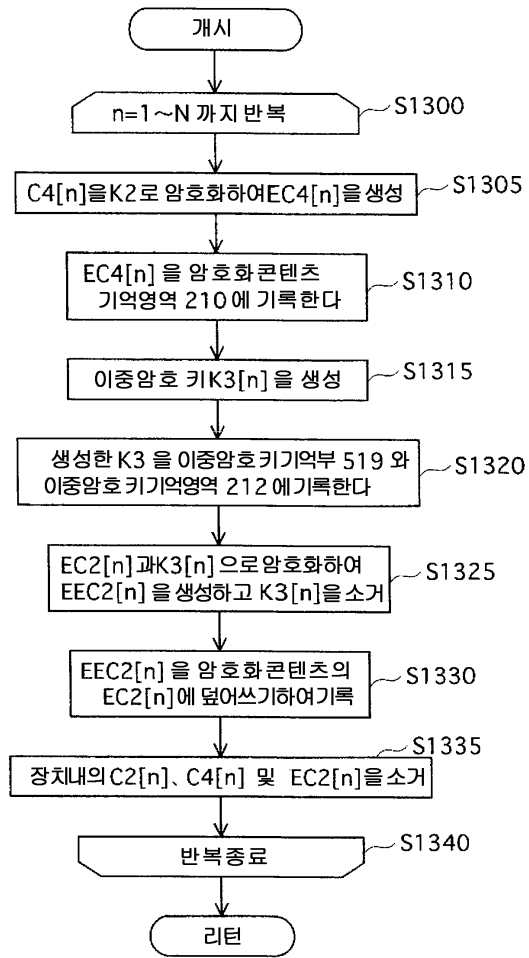 개시
n=1~N 까지 반복
S1300
C4[n]을 K2로 암호화하여 EC4[n]을 생성
S1305
EC4[n] 을 암호화콘텐츠
기억영역 210에 기록한다
S1310
이중암호 키 K3[n] 을 생성
S1315
생성한 K3 을 이중암호키기억부 519 와
이중암호키기억영역 212 에기록한다
S1320
EC2[n]과K3[n] 으로암호화하여
EEC2[n] 을생성하고 K3[n]을소거
S1325
EEC2[n] 을 암호화콘텐츠의
EC2[n]에 덮어쓰기하여기록
S1330
장치내의 C2[n]、C4[n] 및 EC2[n]을소거
S1335
반복종료
S1340
리턴